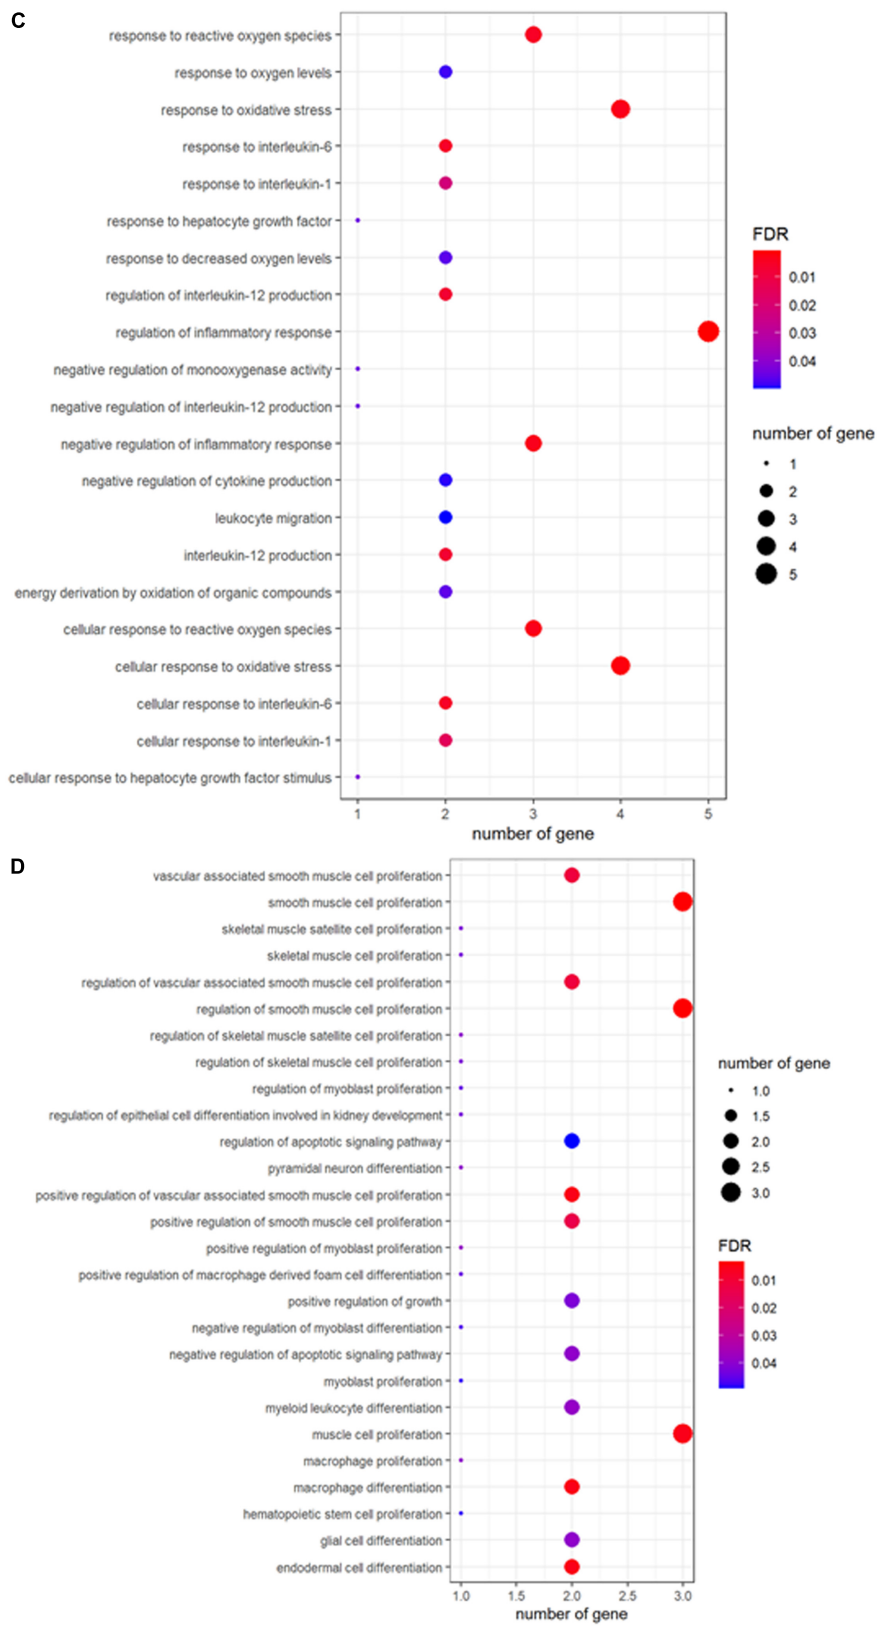 C
response to reactive oxygen species
response to oxygen levels
response to oxidative stress
response to interleukin-6
response to interleukin-1
response to hepatocyte growth factor
response to decreased oxygen levels
regulation of interleukin-12 production
regulation of inflammatory response
negative regulation of monooxygenase activity
negative regulation of interleukin-12 production
negative regulation of inflammatory response
negative regulation of cytokine production
leukocyte migration
interleukin-12 production
energy derivation by oxidation of organic compounds
cellular response to reactive oxygen species
cellular response to oxidative stress
cellular response to interleukin-6
cellular response to interleukin-1
cellular response to hepatocyte growth factor stimulus
1 2 3 4 5
number of gene
FDR
0.01
0.02
0.03
0.04
number of gene
1
2
3
4
5
D
vascular associated smooth muscle cell proliferation
smooth muscle cell proliferation
skeletal muscle satellite cell proliferation
skeletal muscle cell proliferation
regulation of vascular associated smooth muscle cell proliferation
regulation of smooth muscle cell proliferation
regulation of skeletal muscle satellite cell proliferation
regulation of skeletal muscle cell proliferation
regulation of myoblast proliferation
regulation of epithelial cell differentiation involved in kidney development
regulation of apoptotic signaling pathway
pyramidal neuron differentiation
positive regulation of vascular associated smooth muscle cell proliferation
positive regulation of smooth muscle cell proliferation
positive regulation of myoblast proliferation
positive regulation of macrophage derived foam cell differentiation
positive regulation of growth
negative regulation of myoblast differentiation
negative regulation of apoptotic signaling pathway
myoblast proliferation
myeloid leukocyte differentiation
muscle cell proliferation
macrophage proliferation
macrophage differentiation
hematopoietic stem cell proliferation
glial cell differentiation
endodermal cell differentiation
1.0 1.5 2.0 2.5 3.0
number of gene
number of gene
1.0
1.5
2.0
2.5
3.0
FDR
0.01
0.02
0.03
0.04